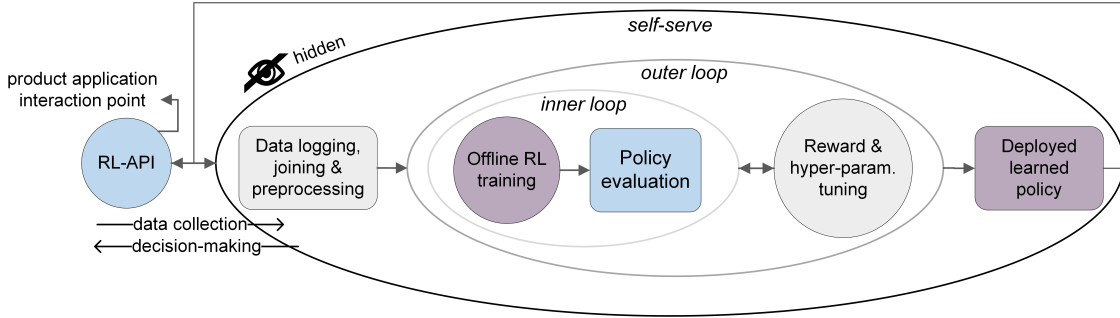 self-serve
hidden
outer loop
product application
interaction point
inner loop
RL-API
Data logging,
joining &
preprocessing
Offline RL
training
Policy
evaluation
Reward &
hyper-param.
tuning
Deployed
learned
policy
data collection
decision-making